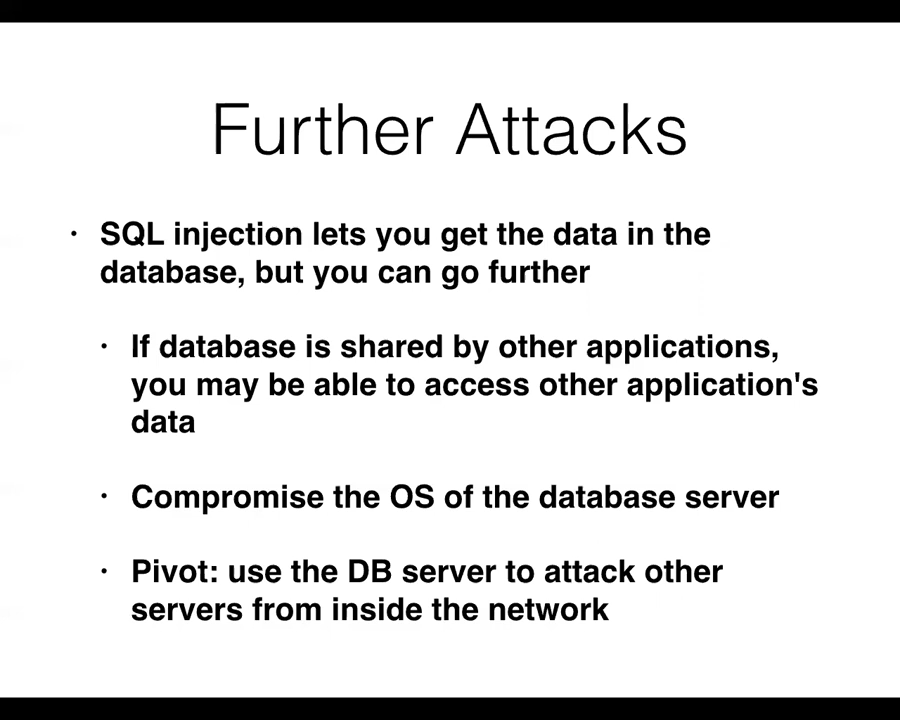 Further Attacks
• SQL injection lets you get the data in the
database, but you can go further
• If database is shared by other applications,
you may be able to access other application's
data
• Compromise the OS of the database server
• Pivot: use the DB server to attack other
servers from inside the network